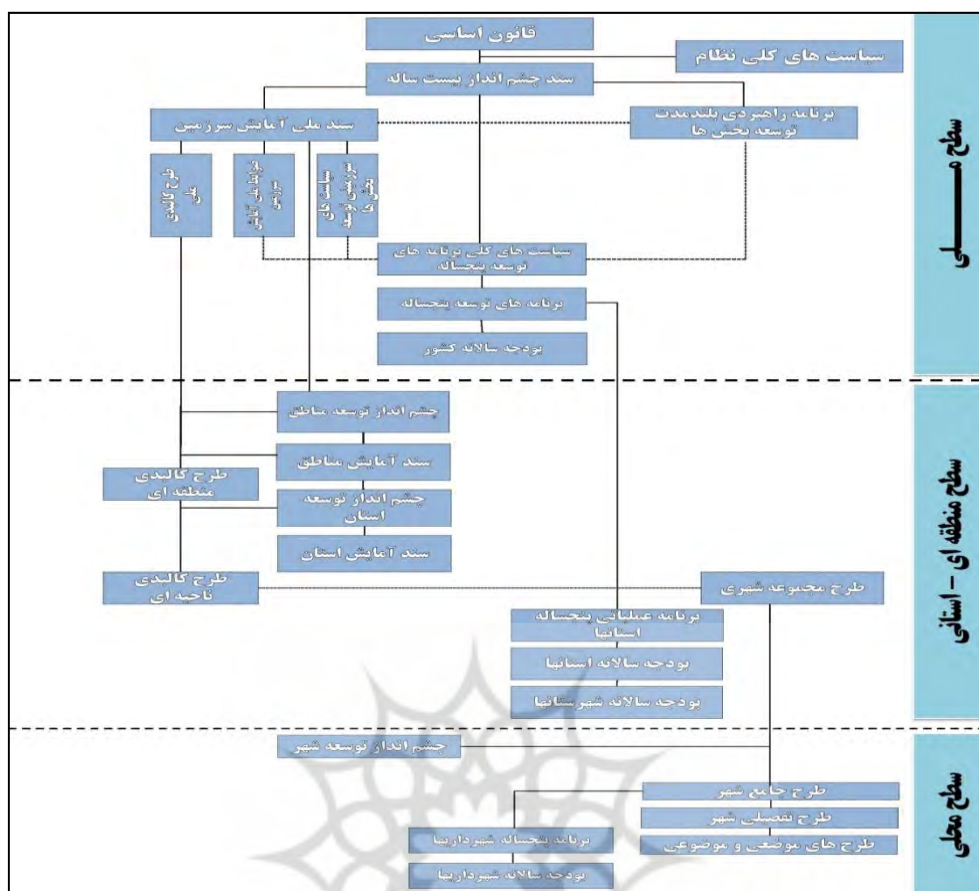 قانون اساسی
سیاست های کلی نظام
سند چشم انداز بیست ساله
برنامه راهبردی بلندمدت
توسعه بخش ها
سند ملی آمایش سرزمین
سیاست های
سرزمینی توسعه
بخش ها
ضوابط ملی آمایش
سرزمین
طرح کالبدی
ملی
سیاست های کلی برنامه های
توسعه پنجساله
برنامه های توسعه پنجساله
بودجه سالانه کشور
سطح مـــــلی
چشم انداز توسعه مناطق
سند آمایش مناطق
طرح کالبدی
منطقه ای
چشم انداز توسعه
استان
سند آمایش استان
طرح کالبدی
ناحیه ای
طرح مجموعه شهری
برنامه عملیاتی پنجساله
استانها
بودجه سالانه استانها
بودجه سالانه شهرستانها
سطح منطقه ای - استانی
چشم انداز توسعه شهر
طرح جامع شهر
طرح تفصیلی شهر
طرح های موضعی و موضوعی
برنامه پنجساله شهرداریها
بودجه سالانه شهرداریها
سطح محلی